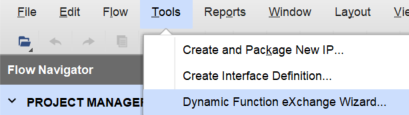 File Edit Flow Tools Reports Window Layout
Create and Package New IP...
Create Interface Definition...
Flow Navigator
Dynamic Function eXchange Wizard...
PROJECT